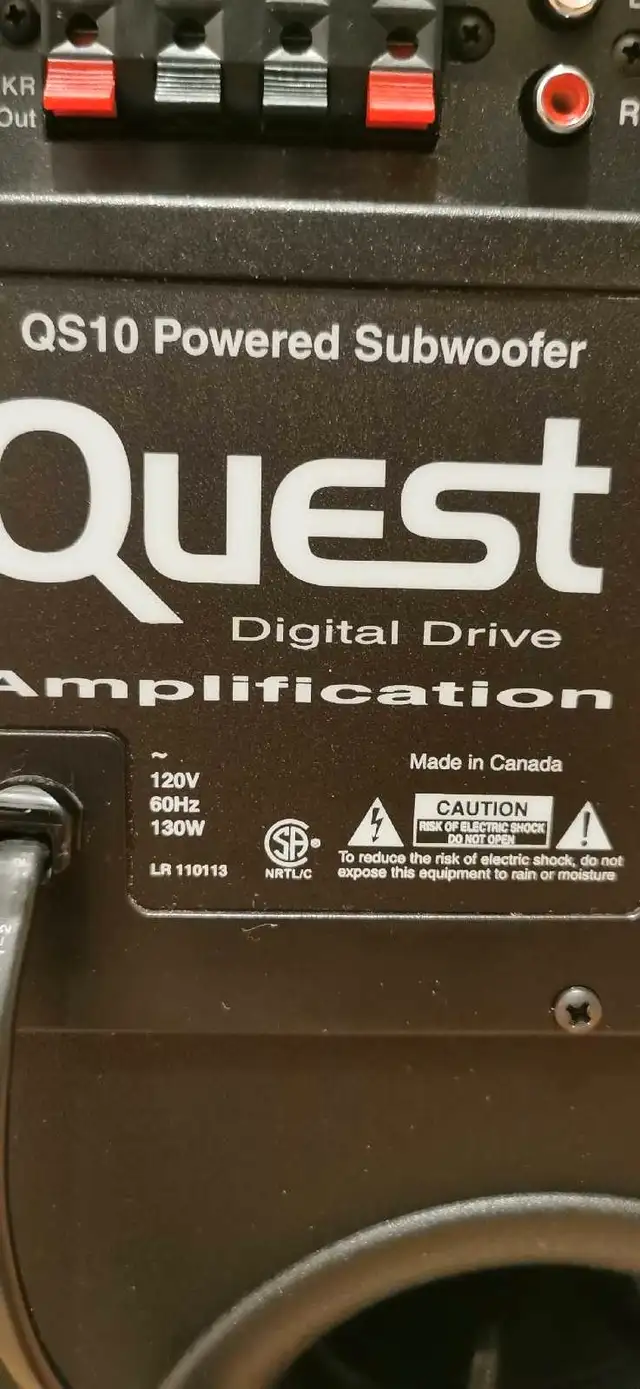 KR
Out
R
QS10 Powered Subwoofer
Quest
Digital Drive
Amplification
~
120V
60Hz
130W
LR 110113
Made in Canada
SA
NRTL/C
CAUTION
RISK OF ELECTRIC SHOCK
DO NOT OPEN
!
To reduce the risk of electric shock, do not
expose this equipment to rain or moisture